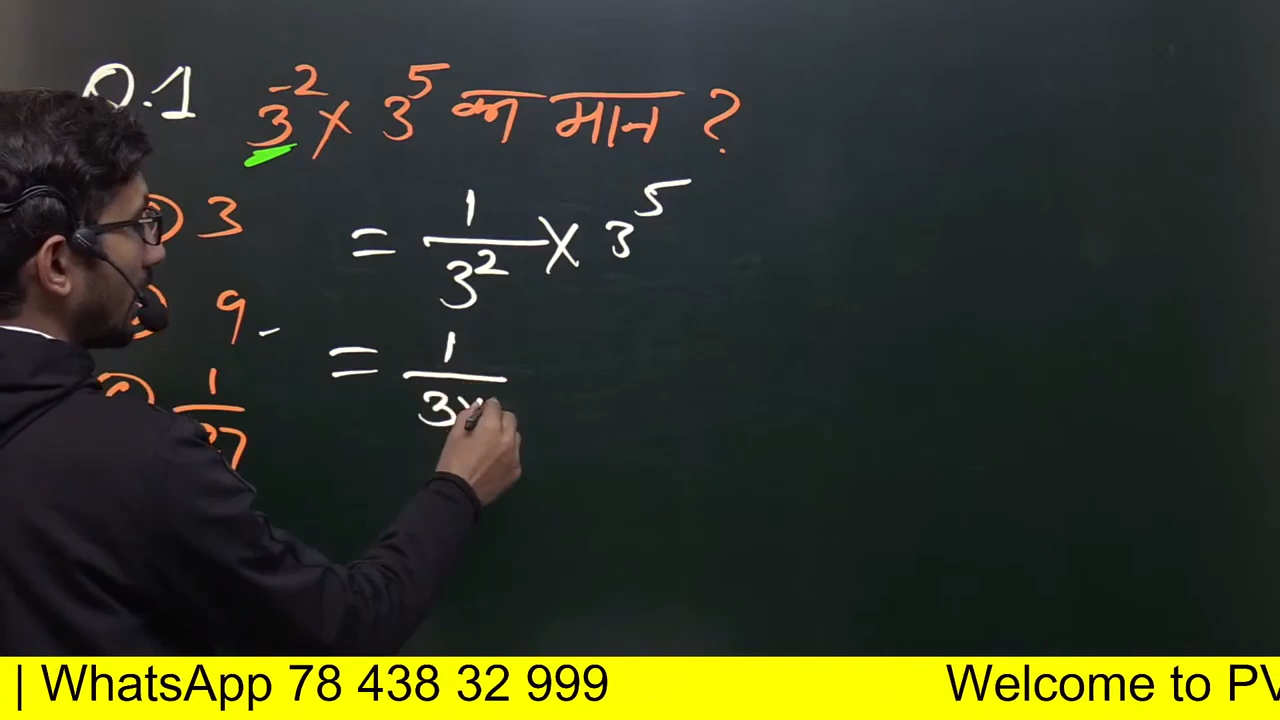 Q.1 3⁻² × 3⁵ का मान ?
3
= 1/3² × 3⁵
9
= 1/3×
1/27
| WhatsApp 78 438 32 999 Welcome to PV